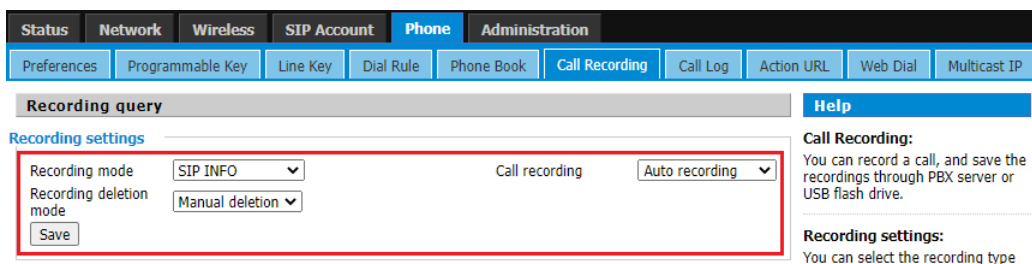 Status Network Wireless SIP Account Phone Administration
Preferences Programmable Key Line Key Dial Rule Phone Book Call Recording Call Log Action URL Web Dial Multicast IP
Recording query
Recording settings
Recording mode SIP INFO Call recording Auto recording
Recording deletion
mode Manual deletion
Save
Help
Call Recording:
You can record a call, and save the
recordings through PBX server or
USB flash drive.
Recording settings:
You can select the recording type